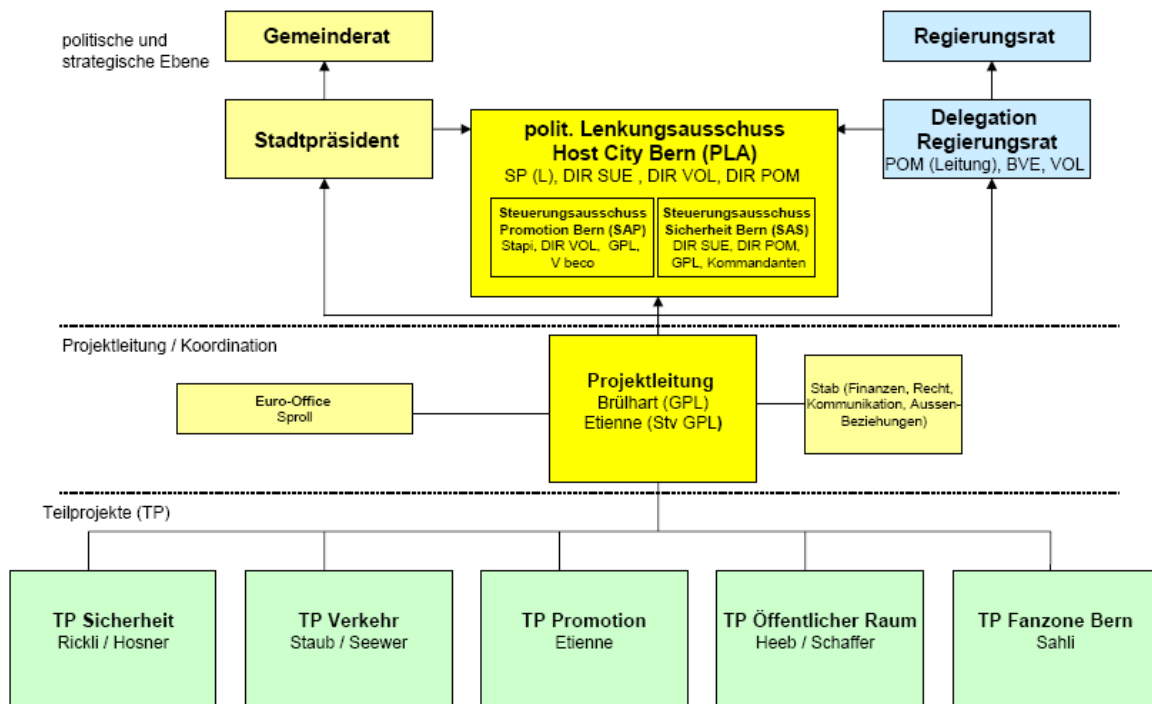 politische und
strategische Ebene
Gemeinderat
Regierungsrat
Stadtpräsident
polit. Lenkungsausschuss
Host City Bern (PLA)
SP (L), DIR SUE , DIR VOL, DIR POM
Delegation
Regierungsrat
POM (Leitung), BVE, VOL
Steuerungsausschuss
Promotion Bern (SAP)
Stapi, DIR VOL, GPL,
V beco
Steuerungsausschuss
Sicherheit Bern (SAS)
DIR SUE, DIR POM,
GPL, Kommandanten
Projektleitung / Koordination
Euro-Office
Sproll
Projektleitung
Brülhart (GPL)
Etienne (Stv GPL)
Stab (Finanzen, Recht,
Kommunikation, Aussen-
Beziehungen)
Teilprojekte (TP)
TP Sicherheit
Rickli / Hosner
TP Verkehr
Staub / Seewer
TP Promotion
Etienne
TP Öffentlicher Raum
Heeb / Schaffer
TP Fanzone Bern
Sahli